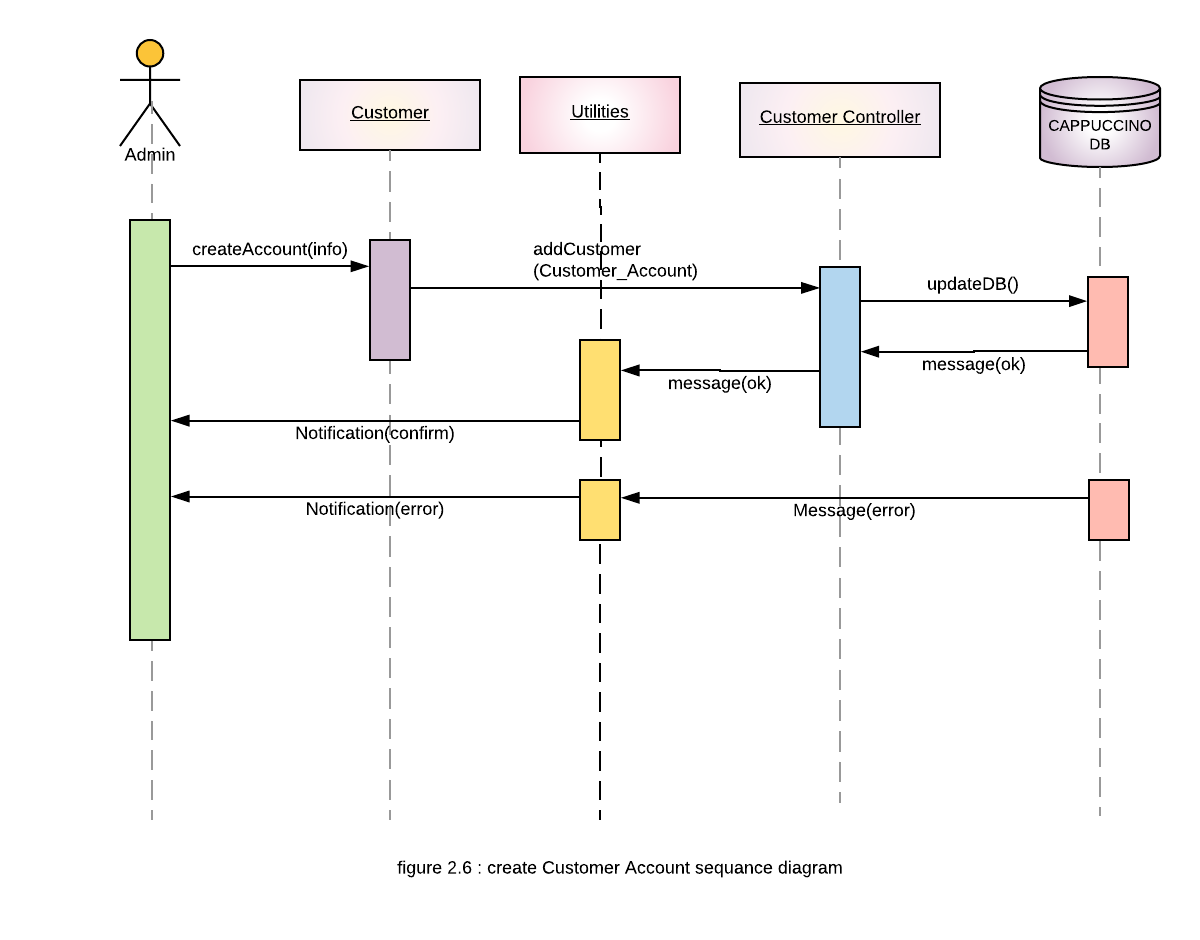 Admin
Customer
Utilities
Customer Controller
CAPPUCCINO
DB
createAccount(info)
addCustomer
(Customer_Account)
updateDB()
message(ok)
message(ok)
Notification(confirm)
Notification(error)
Message(error)
figure 2.6 : create Customer Account sequance diagram